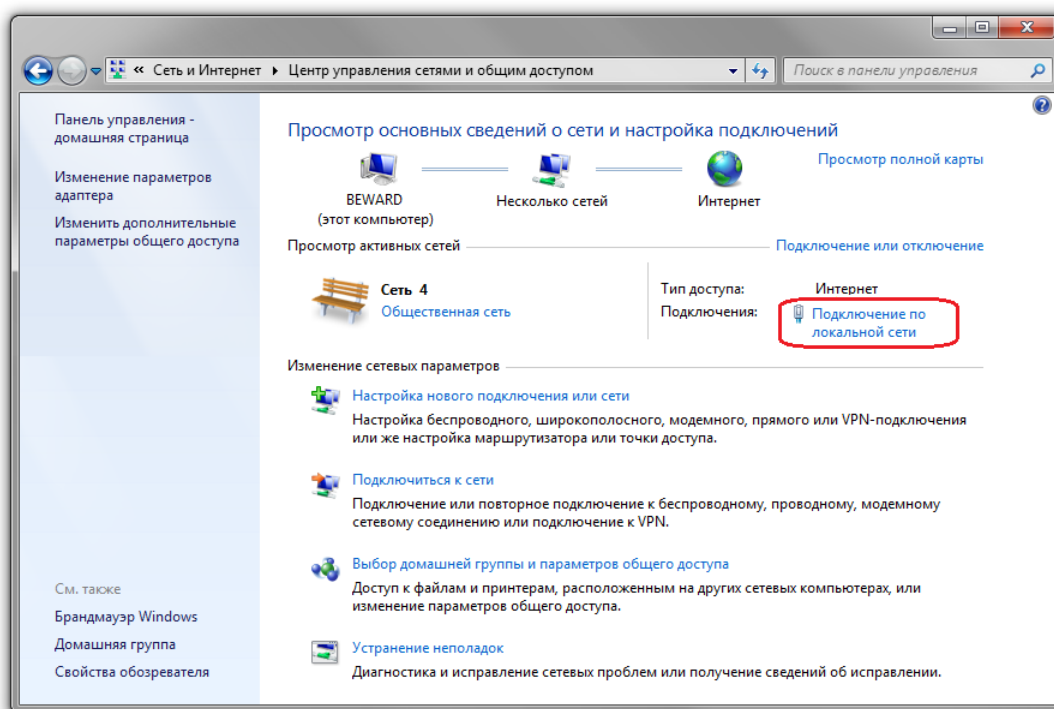 « Сеть и Интернет ▸ Центр управления сетями и общим доступом
Поиск в панели управления
Панель управления -
домашняя страница
Изменение параметров
адаптера
Изменить дополнительные
параметры общего доступа
Просмотр основных сведений о сети и настройка подключений
Просмотр полной карты
BEWARD
(этот компьютер)
Несколько сетей
Интернет
Просмотр активных сетей
Подключение или отключение
Сеть 4
Общественная сеть
Тип доступа: Интернет
Подключения: Подключение по
локальной сети
Изменение сетевых параметров
Настройка нового подключения или сети
Настройка беспроводного, широкополосного, модемного, прямого или VPN-подключения
или же настройка маршрутизатора или точки доступа.
Подключиться к сети
Подключение или повторное подключение к беспроводному, проводному, модемному
сетевому соединению или подключение к VPN.
Выбор домашней группы и параметров общего доступа
Доступ к файлам и принтерам, расположенным на других сетевых компьютерах, или
изменение параметров общего доступа.
Устранение неполадок
Диагностика и исправление сетевых проблем или получение сведений об исправлении.
См. также
Брандмауэр Windows
Домашняя группа
Свойства обозревателя